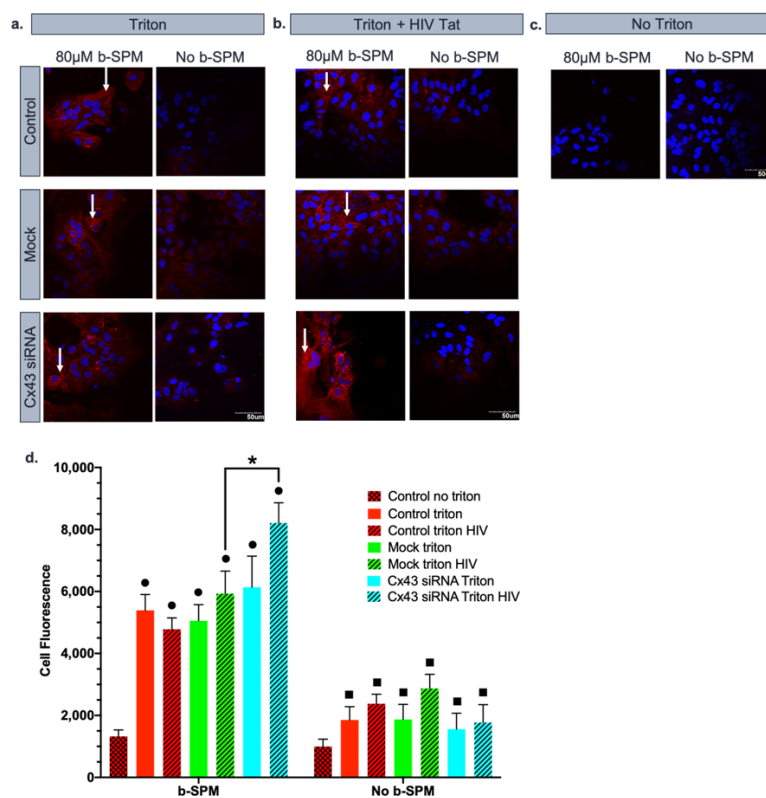 a. Triton
b. Triton + HIV Tat
c. No Triton
80µM b-SPM No b-SPM
80µM b-SPM No b-SPM
80µM b-SPM No b-SPM
Control
Mock
Cx43 siRNA
50um
50um
d.
10,000
8,000
6,000
4,000
2,000
0
Cell Fluorescence
*
Control no triton
Control triton
Control triton HIV
Mock triton
Mock triton HIV
Cx43 siRNA Triton
Cx43 siRNA Triton HIV
b-SPM
No b-SPM